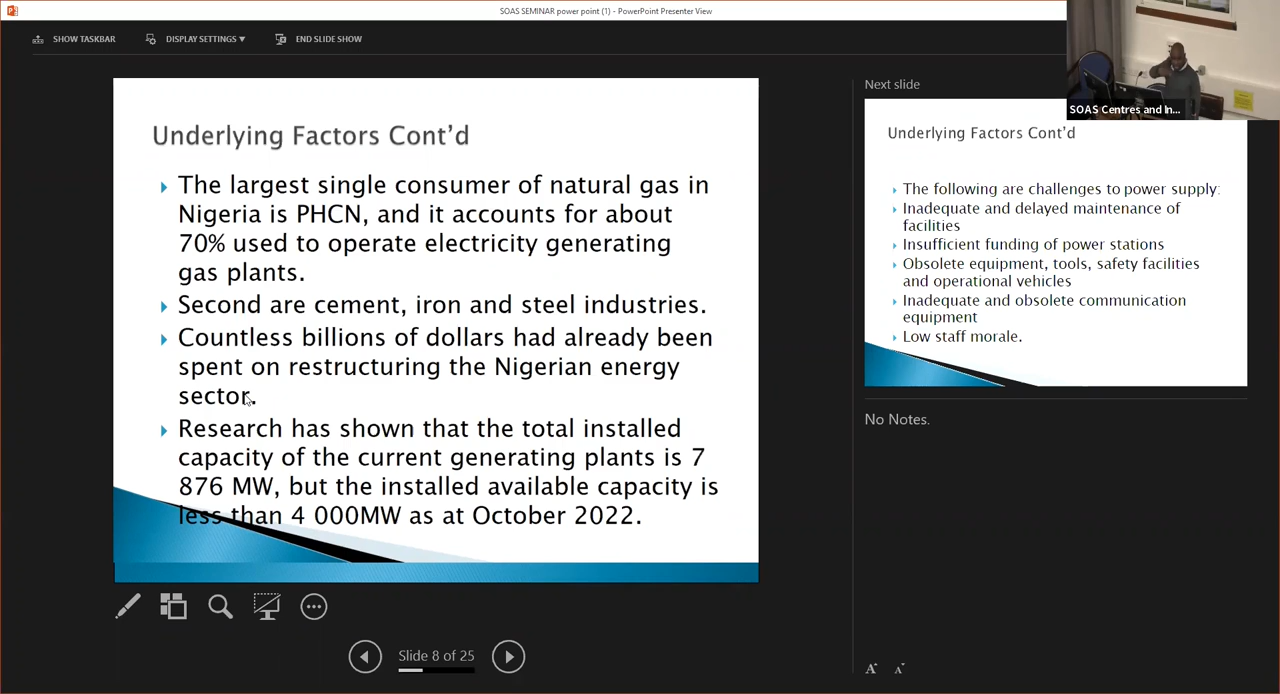 SOAS SEMINAR power point (1) - PowerPoint Presenter View
SHOW TASKBAR
DISPLAY SETTINGS ▾
END SLIDE SHOW
SOAS Centres and In...
Underlying Factors Cont’d
The largest single consumer of natural gas in
Nigeria is PHCN, and it accounts for about
70% used to operate electricity generating
gas plants.
Second are cement, iron and steel industries.
Countless billions of dollars had already been
spent on restructuring the Nigerian energy
sector.
Research has shown that the total installed
capacity of the current generating plants is 7
876 MW, but the installed available capacity is
less than 4 000MW as at October 2022.
Slide 8 of 25
Next slide
Underlying Factors Cont’d
The following are challenges to power supply:
Inadequate and delayed maintenance of
facilities
Insufficient funding of power stations
Obsolete equipment, tools, safety facilities
and operational vehicles
Inadequate and obsolete communication
equipment
Low staff morale.
No Notes.
A A